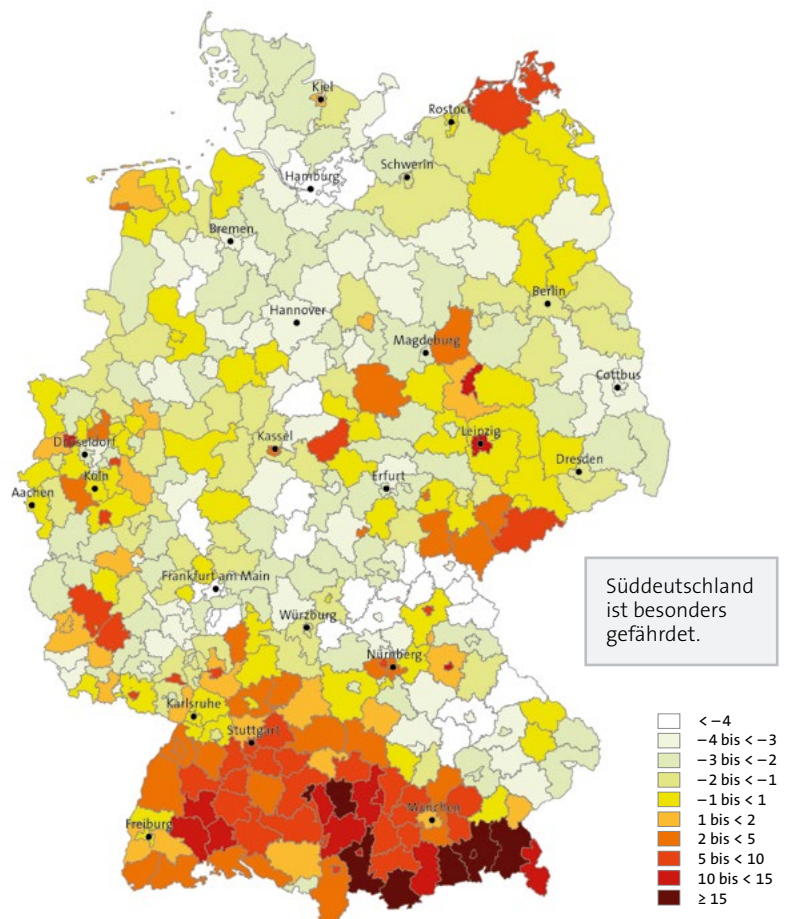 Kiel
Rostock
Schwerin
Hamburg
Bremen
Berlin
Hannover
Magdeburg
Cottbus
Düsseldorf
Kassel
Leipzig
Köln
Erfurt
Dresden
Aachen
Frankfurt am Main
Süddeutschland
ist besonders
gefährdet.
Würzburg
Nürnberg
Karlsruhe
Stuttgart
München
Freiburg
< −4
−4 bis < −3
−3 bis < −2
−2 bis < −1
−1 bis < 1
1 bis < 2
2 bis < 5
5 bis < 10
10 bis < 15
≥ 15